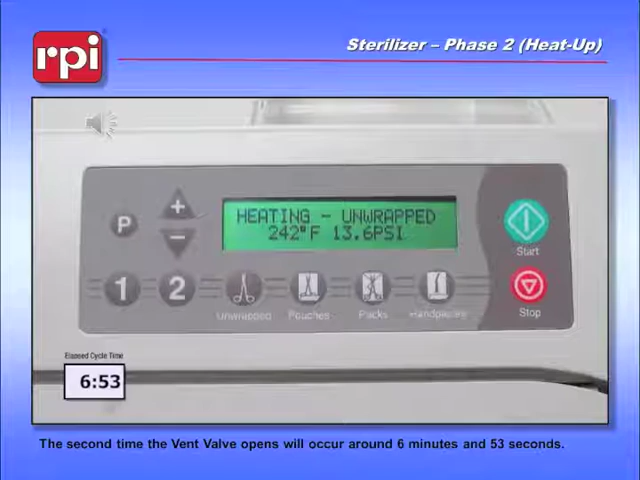 rpi
Sterilizer – Phase 2 (Heat-Up)
HEATING - UNWRAPPED
242°F 13.6PSI
P
+
−
Start
1
2
Unwrapped
Pouches
Packs
Handpieces
Stop
Elapsed Cycle Time
6:53
The second time the Vent Valve opens will occur around 6 minutes and 53 seconds.